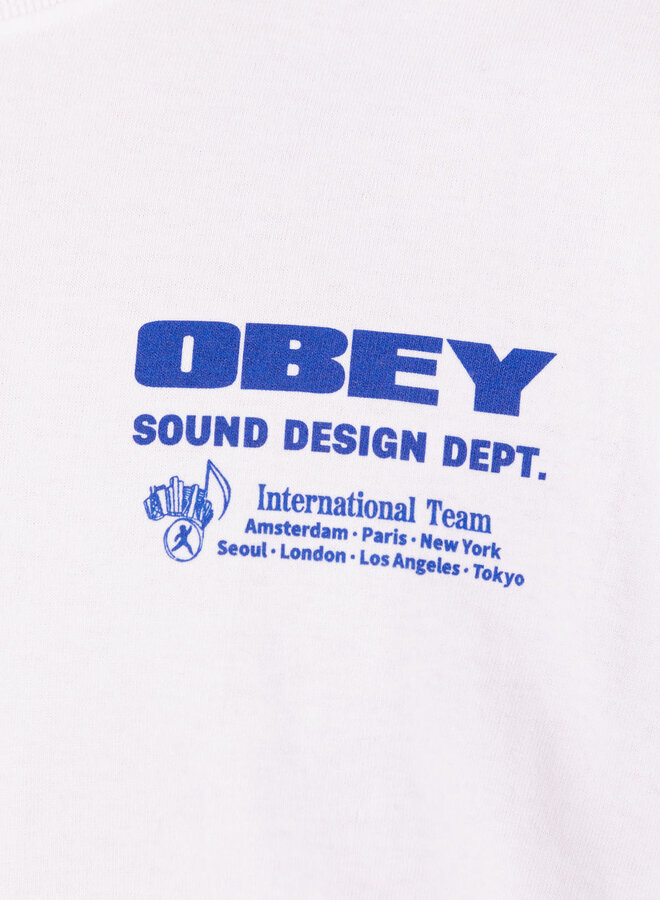 OBEY
SOUND DESIGN DEPT.
International Team
Amsterdam · Paris · New York
Seoul · London · Los Angeles · Tokyo